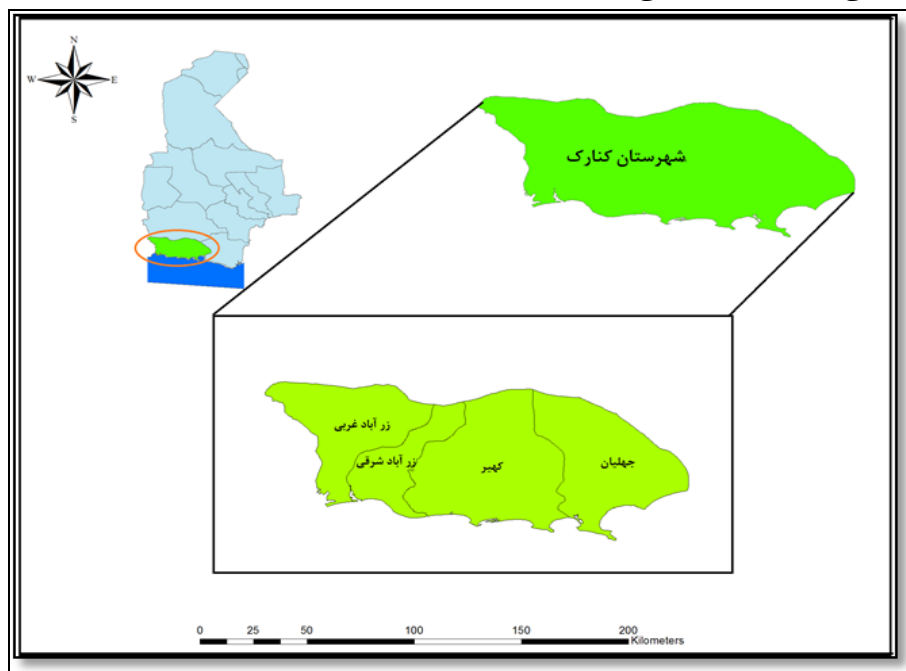 N
W E
S
شهرستان کنارک
زر آباد غربی
زر آباد شرقی
کهیر
جهلیان
0 25 50 100 150 200
Kilometers